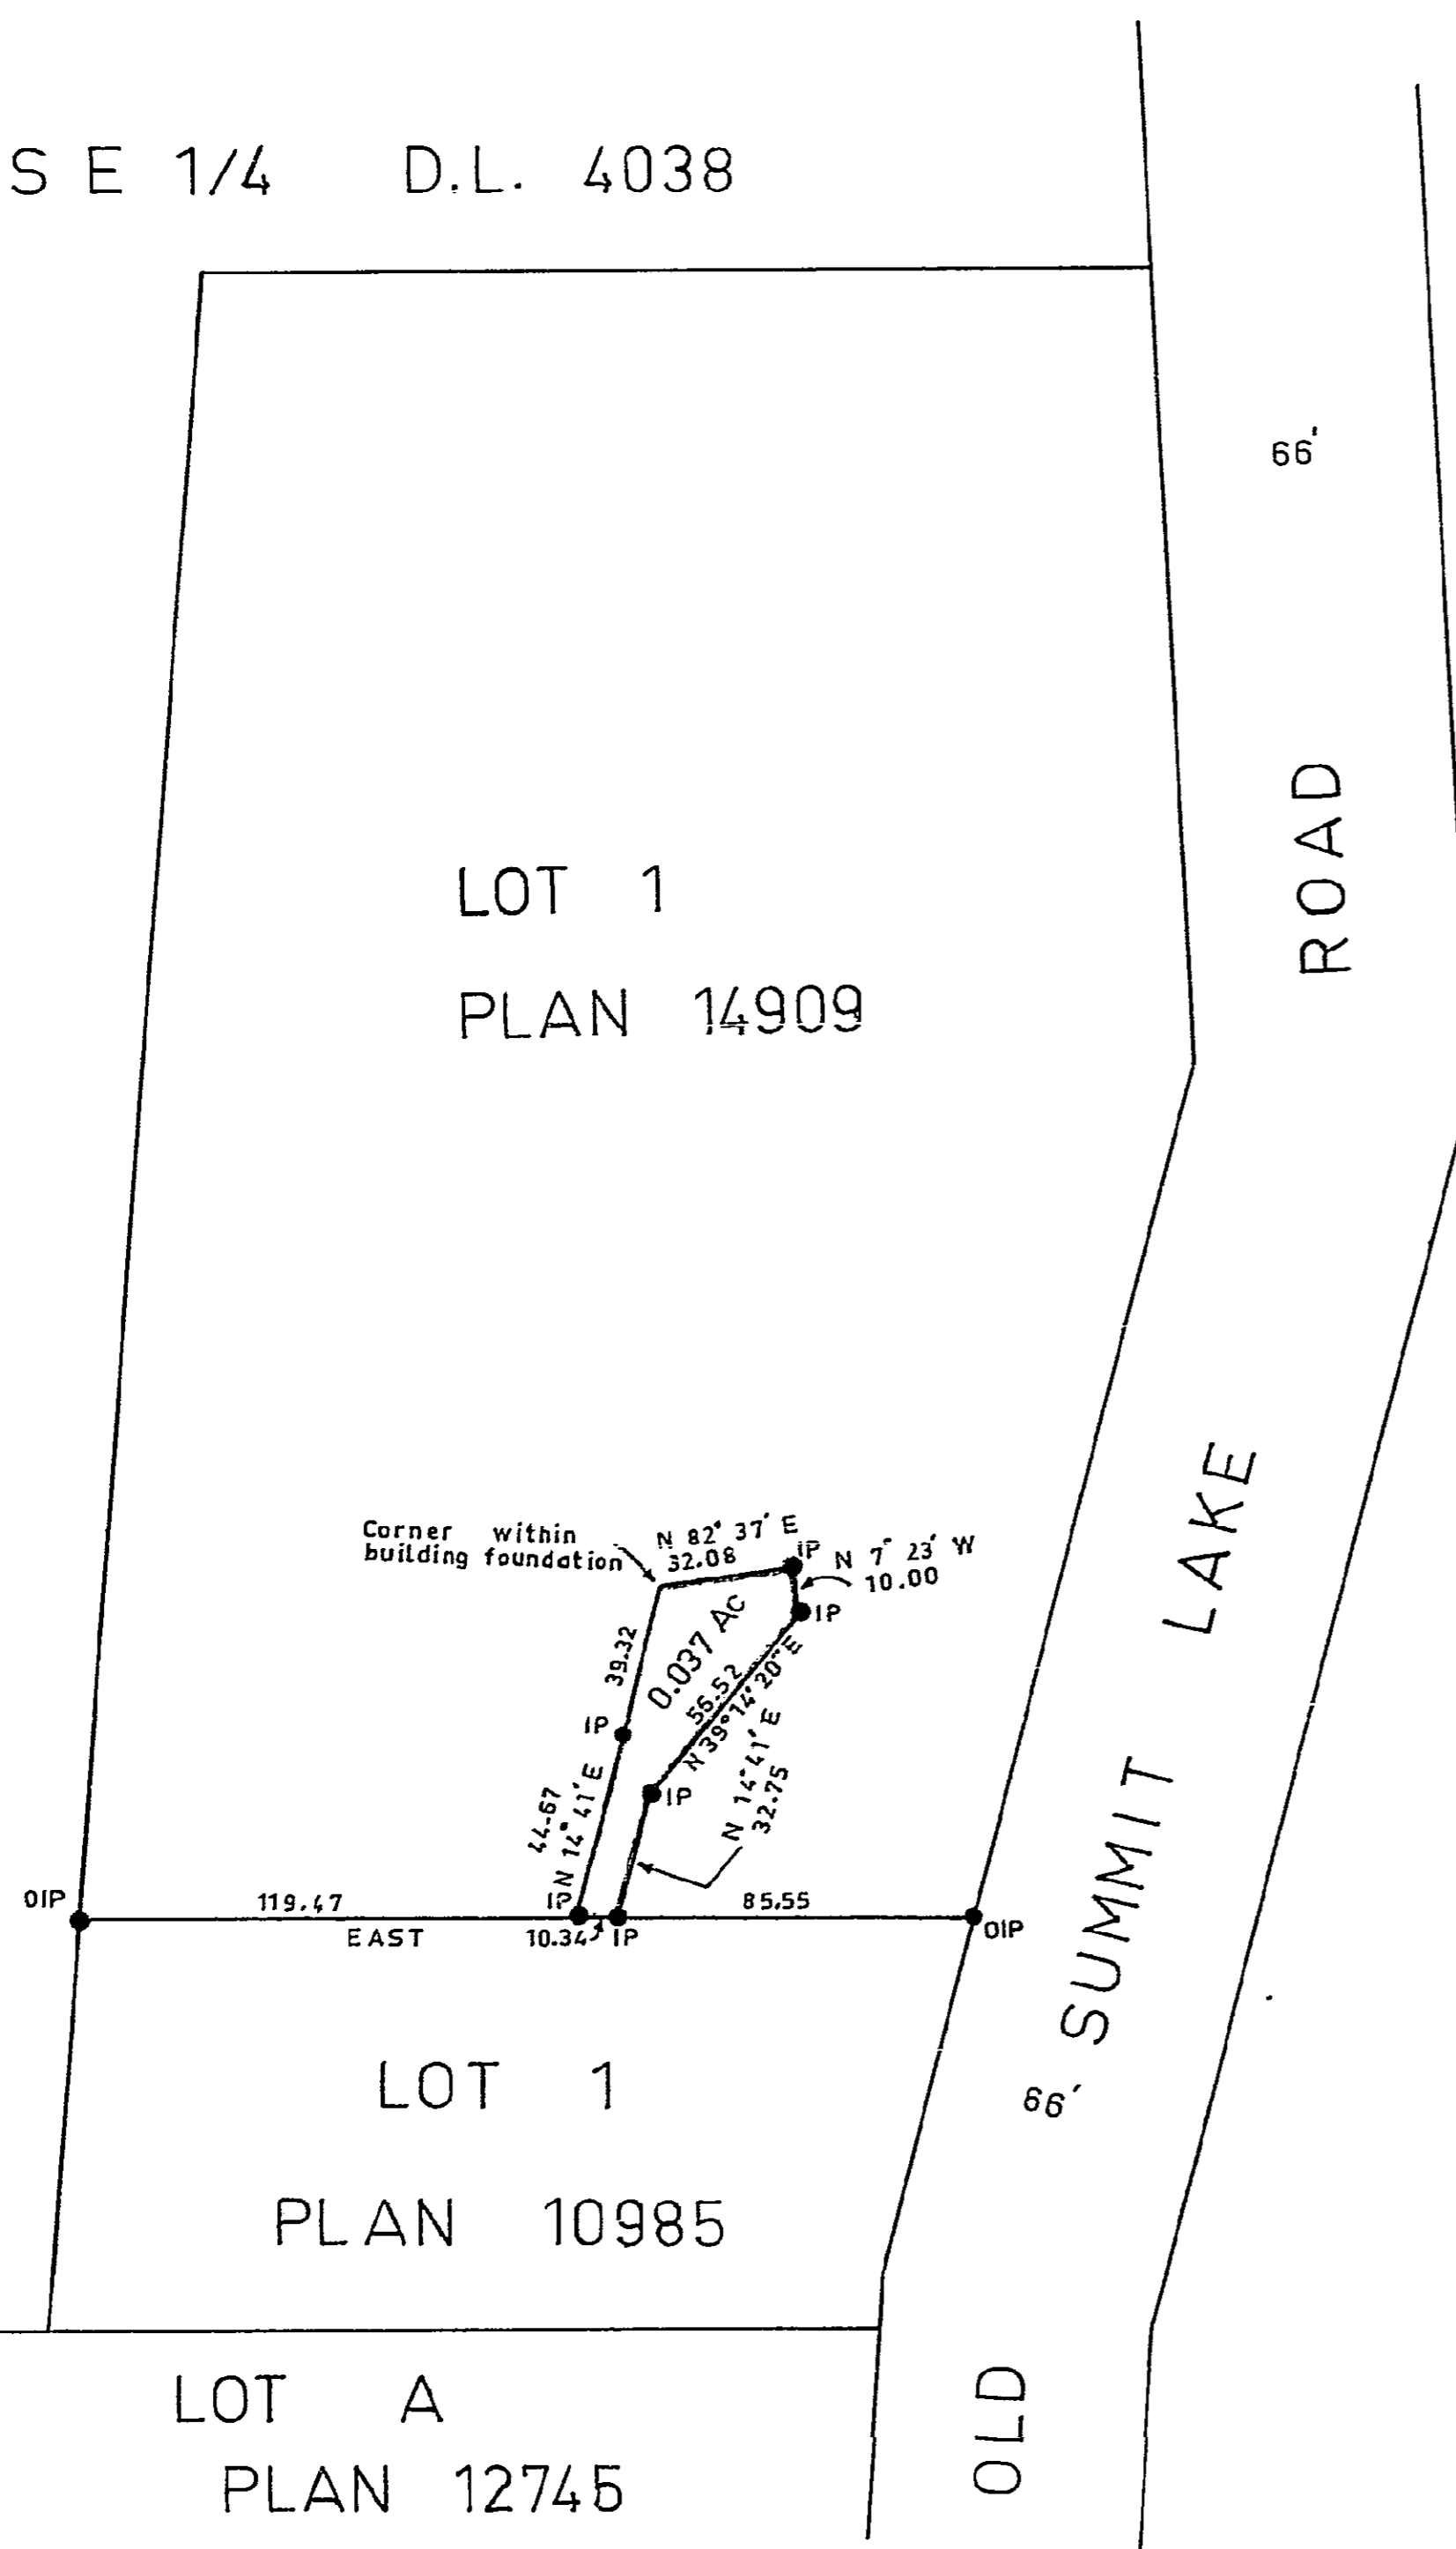 S E 1/4 D.L. 4038
66'
ROAD
LOT 1
PLAN 14909
Corner within
building foundation
N 82° 37' E
32.08
IP
N 7° 23' W
10.00
IP
39.32
0.037 Ac
56.52
N 39° 14' 20" E
IP
44.67
N 14° 41' E
IP
N 14° 41' E
32.75
LAKE
SUMMIT
OIP
119.47
IP
85.55
EAST
10.34
IP
OIP
LOT 1
66'
PLAN 10985
LOT A
OLD
PLAN 12745